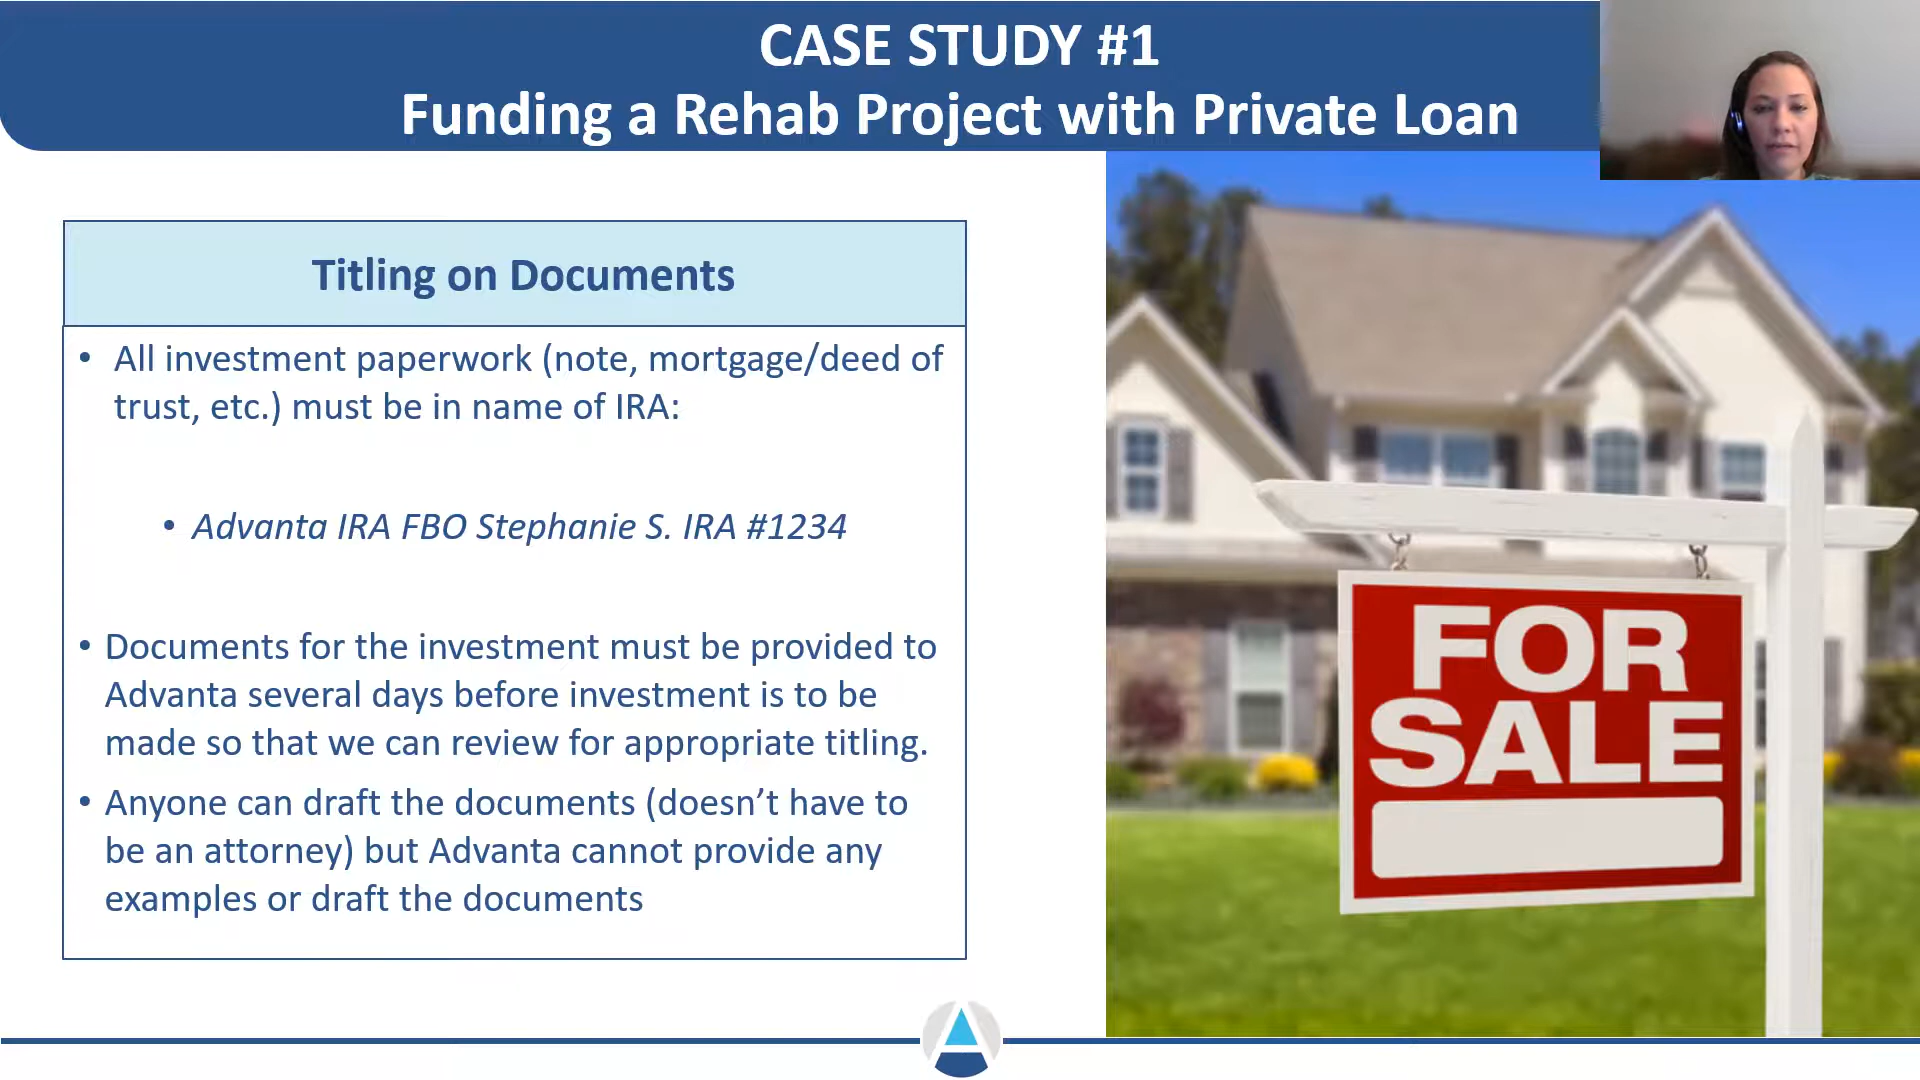 CASE STUDY #1
Funding a Rehab Project with Private Loan
Titling on Documents
• All investment paperwork (note, mortgage/deed of
trust, etc.) must be in name of IRA:
• Advanta IRA FBO Stephanie S. IRA #1234
• Documents for the investment must be provided to
Advanta several days before investment is to be
made so that we can review for appropriate titling.
• Anyone can draft the documents (doesn’t have to
be an attorney) but Advanta cannot provide any
examples or draft the documents
FOR
SALE